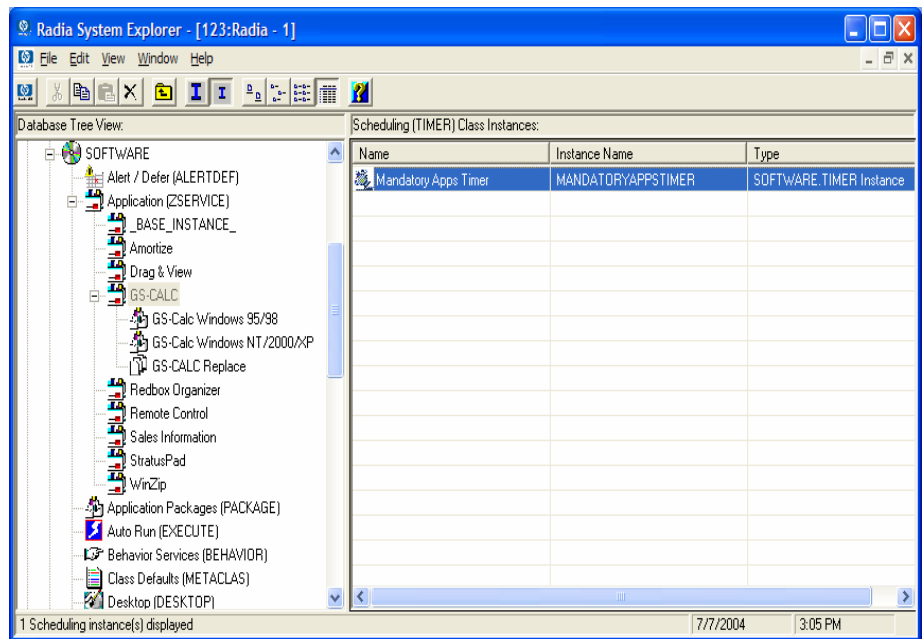 Radia System Explorer - [123:Radia - 1]
File Edit View Window Help
Database Tree View:
Scheduling (TIMER) Class Instances:
SOFTWARE
Alert / Defer (ALERTDEF)
Application (ZSERVICE)
_BASE_INSTANCE_
Amortize
Drag & View
GS-CALC
GS-Calc Windows 95/98
GS-Calc Windows NT/2000/XP
GS-CALC Replace
Redbox Organizer
Remote Control
Sales Information
StratusPad
WinZip
Application Packages (PACKAGE)
Auto Run (EXECUTE)
Behavior Services (BEHAVIOR)
Class Defaults (METACLAS)
Desktop (DESKTOP)
Name Instance Name Type
Mandatory Apps Timer MANDATORYAPPSTIMER SOFTWARE.TIMER Instance
1 Scheduling instance(s) displayed 7/7/2004 3:05 PM